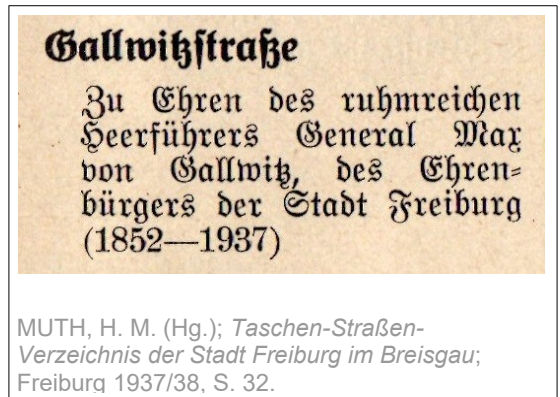 Gallwitzstraße
Zu Ehren des ruhmreichen
Heerführers General Max
von Gallwitz, des Ehren-
bürgers der Stadt Freiburg
(1852—1937)
MUTH, H. M. (Hg.); Taschen-Straßen-
Verzeichnis der Stadt Freiburg im Breisgau;
Freiburg 1937/38, S. 32.